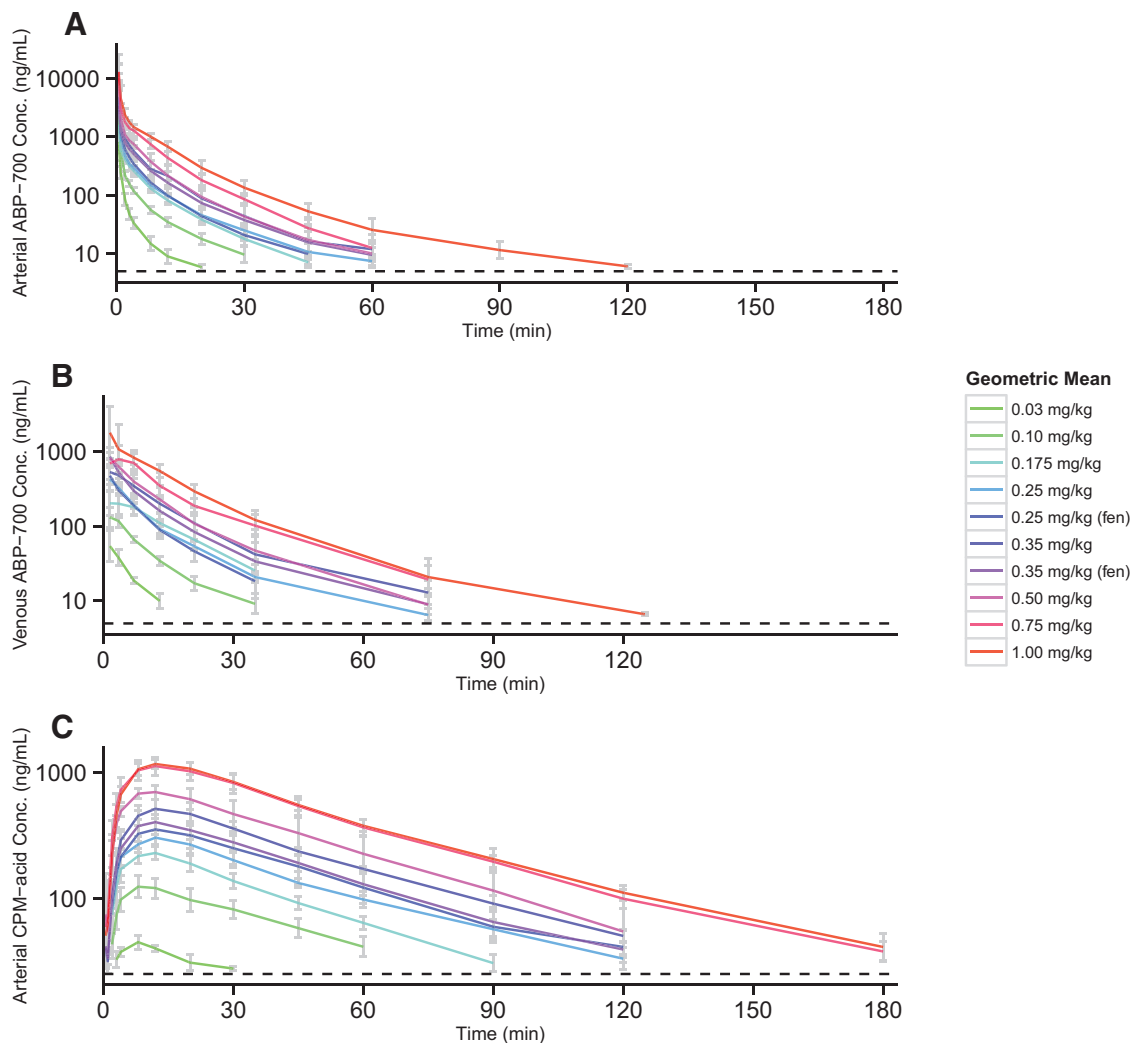 A
Arterial ABP−700 Conc. (ng/mL)
10000
1000
100
10
0 30 60 90 120 150 180
Time (min)
B
Venous ABP−700 Conc. (ng/mL)
1000
100
10
0 30 60 90 120
Time (min)
Geometric Mean
0.03 mg/kg
0.10 mg/kg
0.175 mg/kg
0.25 mg/kg
0.25 mg/kg (fen)
0.35 mg/kg
0.35 mg/kg (fen)
0.50 mg/kg
0.75 mg/kg
1.00 mg/kg
C
Arterial CPM−acid Conc. (ng/mL)
1000
100
0 30 60 90 120 150 180
Time (min)